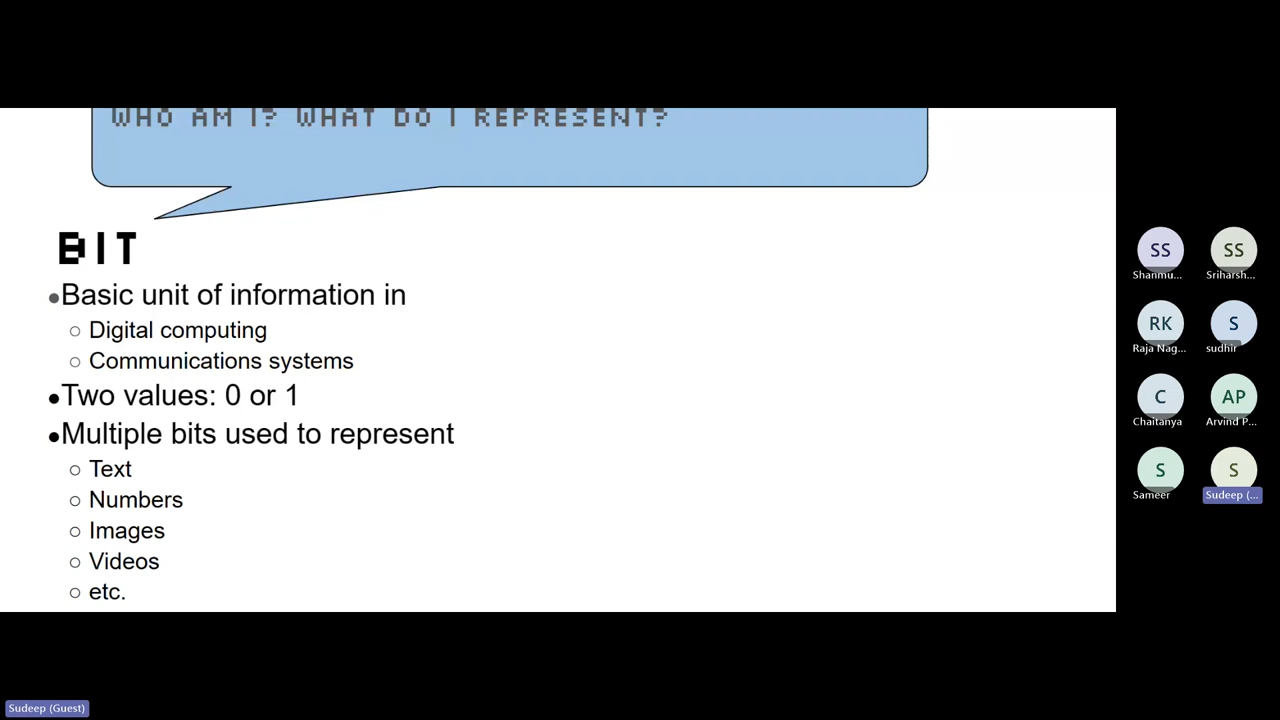 WHO AM I? WHAT DO I REPRESENT?
BIT
●Basic unit of information in
○ Digital computing
○ Communications systems
●Two values: 0 or 1
●Multiple bits used to represent
○ Text
○ Numbers
○ Images
○ Videos
○ etc.
SS SS
Shanmu... Sriharsh...
RK S
Raja Nag... sudhir
C AP
Chaitanya Arvind P...
S S
Sameer Sudeep (...
Sudeep (Guest)